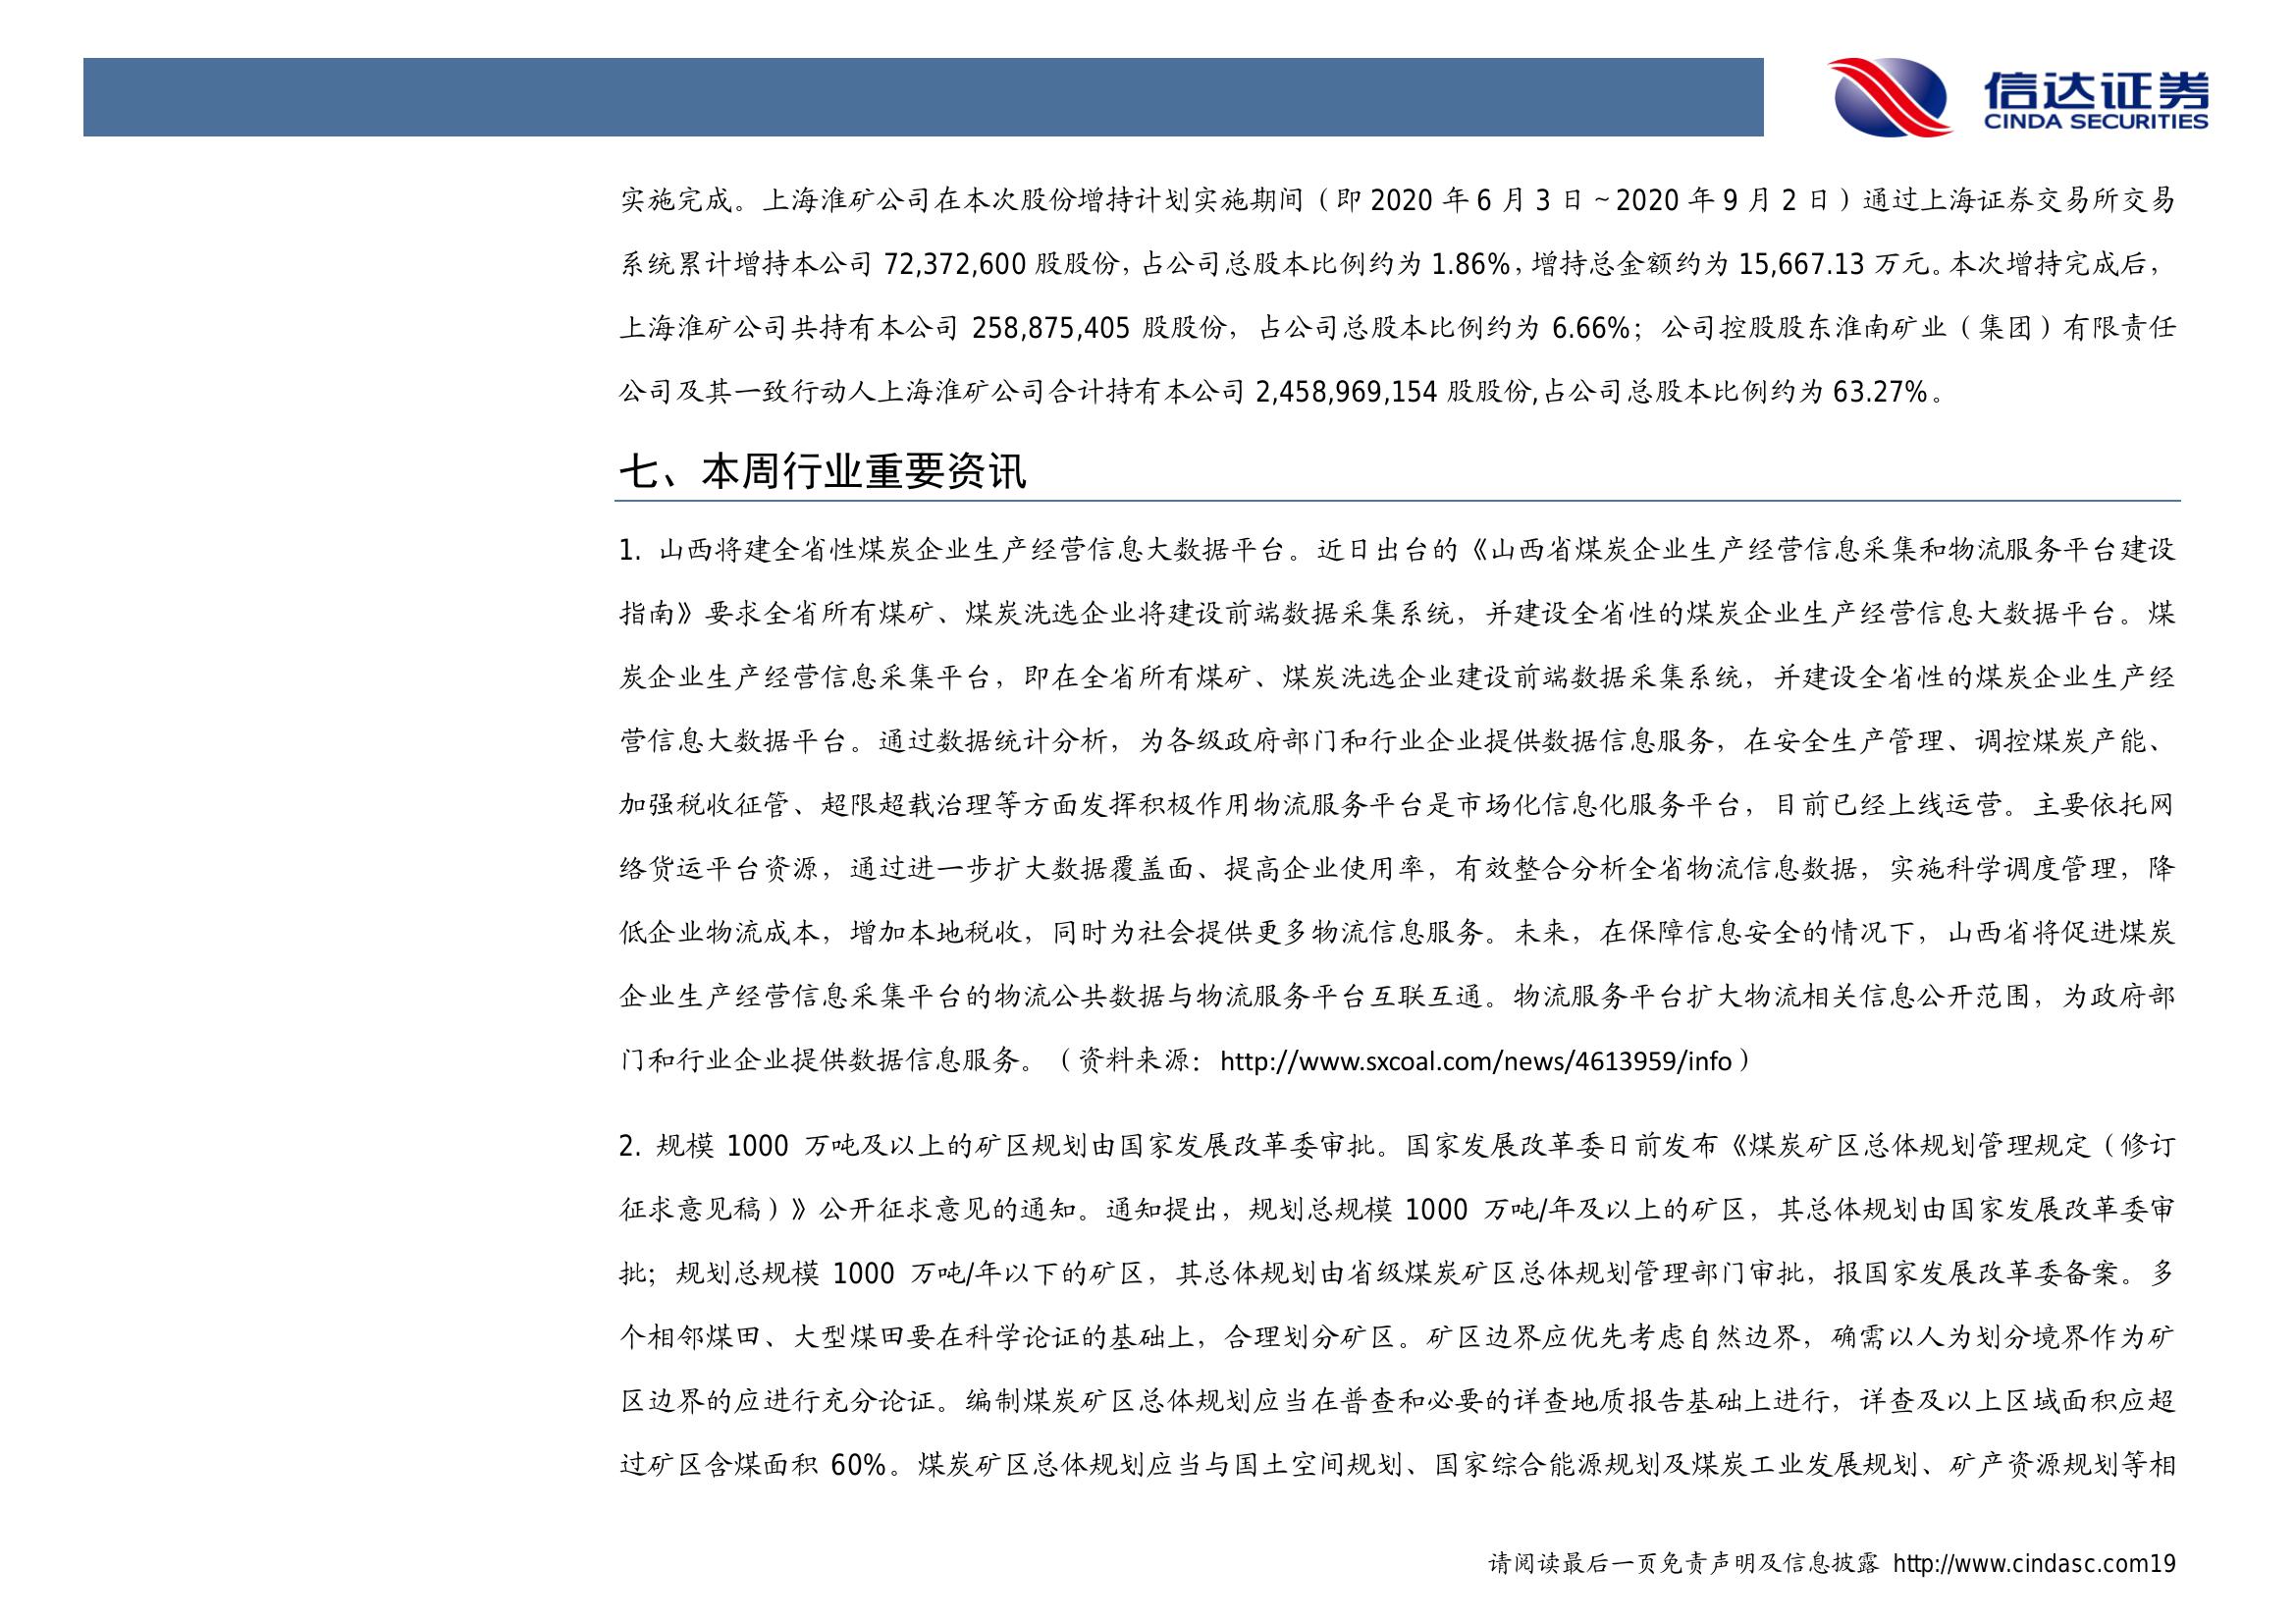 信达证券
CINDA SECURITIES
实施完成。上海淮矿公司在本次股份增持计划实施期间（即 2020 年 6 月 3 日～2020 年 9 月 2 日）通过上海证券交易所交易
系统累计增持本公司 72,372,600 股股份，占公司总股本比例约为 1.86%，增持总金额约为 15,667.13 万元。本次增持完成后，
上海淮矿公司共持有本公司 258,875,405 股股份，占公司总股本比例约为 6.66%；公司控股股东淮南矿业（集团）有限责任
公司及其一致行动人上海淮矿公司合计持有本公司 2,458,969,154 股股份,占公司总股本比例约为 63.27%。
七、本周行业重要资讯
1. 山西将建全省性煤炭企业生产经营信息大数据平台。近日出台的《山西省煤炭企业生产经营信息采集和物流服务平台建设
指南》要求全省所有煤矿、煤炭洗选企业将建设前端数据采集系统，并建设全省性的煤炭企业生产经营信息大数据平台。煤
炭企业生产经营信息采集平台，即在全省所有煤矿、煤炭洗选企业建设前端数据采集系统，并建设全省性的煤炭企业生产经
营信息大数据平台。通过数据统计分析，为各级政府部门和行业企业提供数据信息服务，在安全生产管理、调控煤炭产能、
加强税收征管、超限超载治理等方面发挥积极作用物流服务平台是市场化信息化服务平台，目前已经上线运营。主要依托网
络货运平台资源，通过进一步扩大数据覆盖面、提高企业使用率，有效整合分析全省物流信息数据，实施科学调度管理，降
低企业物流成本，增加本地税收，同时为社会提供更多物流信息服务。未来，在保障信息安全的情况下，山西省将促进煤炭
企业生产经营信息采集平台的物流公共数据与物流服务平台互联互通。物流服务平台扩大物流相关信息公开范围，为政府部
门和行业企业提供数据信息服务。（资料来源：http://www.sxcoal.com/news/4613959/info）
2. 规模 1000 万吨及以上的矿区规划由国家发展改革委审批。国家发展改革委日前发布《煤炭矿区总体规划管理规定（修订
征求意见稿）》公开征求意见的通知。通知提出，规划总规模 1000 万吨/年及以上的矿区，其总体规划由国家发展改革委审
批；规划总规模 1000 万吨/年以下的矿区，其总体规划由省级煤炭矿区总体规划管理部门审批，报国家发展改革委备案。多
个相邻煤田、大型煤田要在科学论证的基础上，合理划分矿区。矿区边界应优先考虑自然边界，确需以人为划分境界作为矿
区边界的应进行充分论证。编制煤炭矿区总体规划应当在普查和必要的详查地质报告基础上进行，详查及以上区域面积应超
过矿区含煤面积 60%。煤炭矿区总体规划应当与国土空间规划、国家综合能源规划及煤炭工业发展规划、矿产资源规划等相
请阅读最后一页免责声明及信息披露 http://www.cindasc.com19